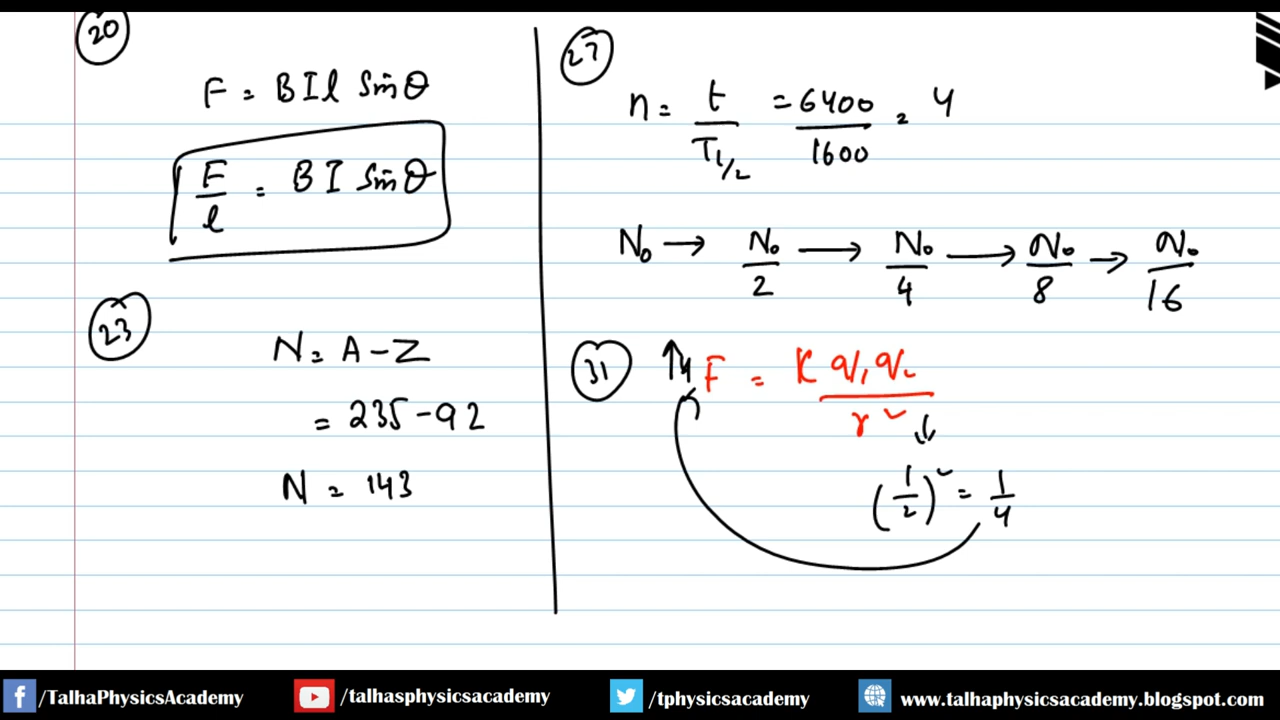 20
F = BIl Sinθ
F/l = BI Sinθ
23
N = A - Z
= 235 - 92
N = 143
27
n = t/T1/2 = 6400/1600 = 4
N₀ → N₀/2 → N₀/4 → N₀/8 → N₀/16
31
↑4 F = K q₁q₂/r² ↓
(1/2)² = 1/4
/TalhaPhysicsAcademy
/talhasphysicsacademy
/tphysicsacademy
www.talhaphysicsacademy.blogspot.com